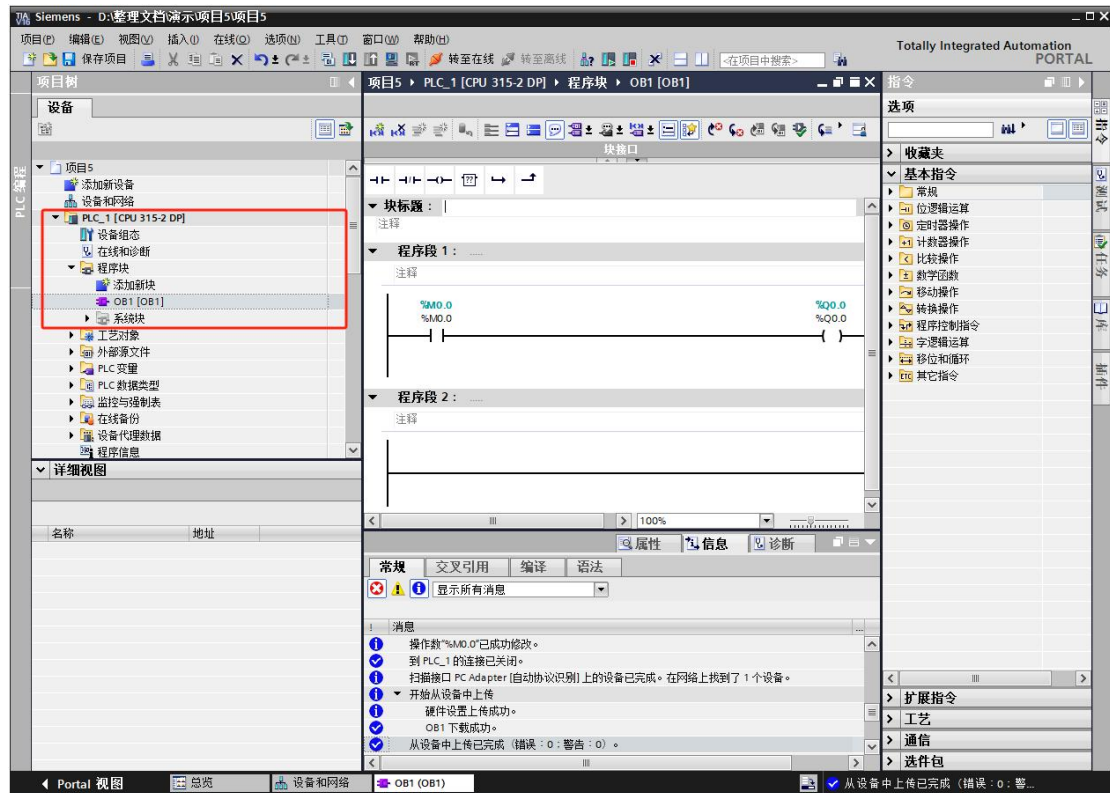 Siemens - D:\整理文档\演示\项目5\项目5
项目(P) 编辑(E) 视图(V) 插入(I) 在线(O) 选项(N) 工具(T) 窗口(W) 帮助(H)
Totally Integrated Automation
PORTAL
保存项目 转至在线 转至离线 <在项目中搜索>
项目树
设备
PLC 编程
项目5
添加新设备
设备和网络
PLC_1 [CPU 315-2 DP]
设备组态
在线和诊断
程序块
添加新块
OB1 [OB1]
系统块
工艺对象
外部源文件
PLC 变量
PLC 数据类型
监控与强制表
在线备份
设备代理数据
程序信息
详细视图
名称 地址
项目5 ▸ PLC_1 [CPU 315-2 DP] ▸ 程序块 ▸ OB1 [OB1]
块接口
??
块标题：
注释
程序段 1： .....
注释
%M0.0 %Q0.0
%M0.0 %Q0.0
程序段 2： .....
注释
100%
属性 信息 诊断
常规 交叉引用 编译 语法
显示所有消息
! 消息
操作数"%M0.0"已成功修改。
到 PLC_1 的连接已关闭。
扫描接口 PC Adapter [自动协议识别] 上的设备已完成。在网络上找到了 1 个设备。
开始从设备中上传
硬件设置上传成功。
OB1 下载成功。
从设备中上传已完成（错误：0；警告：0）。
指令
选项
收藏夹
基本指令
常规
位逻辑运算
定时器操作
计数器操作
比较操作
数学函数
移动操作
转换操作
程序控制指令
字逻辑运算
移位和循环
其它指令
扩展指令
工艺
通信
选件包
指令
测试
任务
库
插件
Portal 视图 总览 设备和网络 OB1 (OB1) 从设备中上传已完成（错误：0；警...